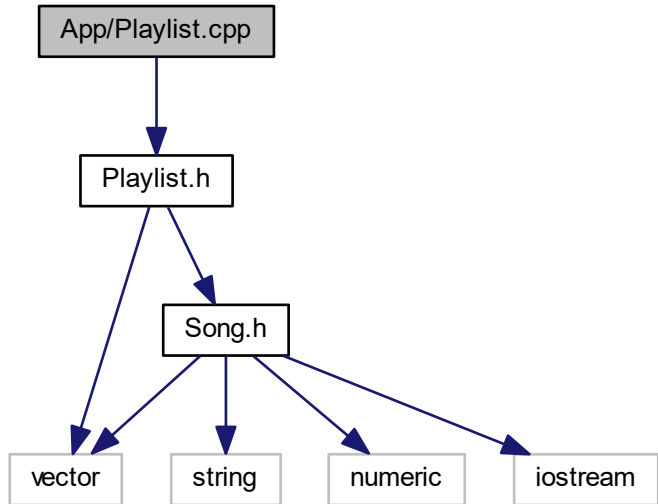 App/Playlist.cpp
Playlist.h
Song.h
vector
string
numeric
iostream